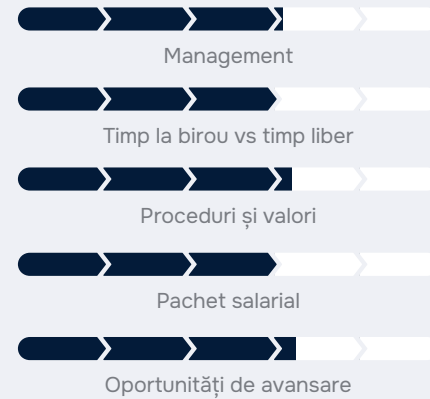 Management
Timp la birou vs timp liber
Proceduri și valori
Pachet salarial
Oportunități de avansare